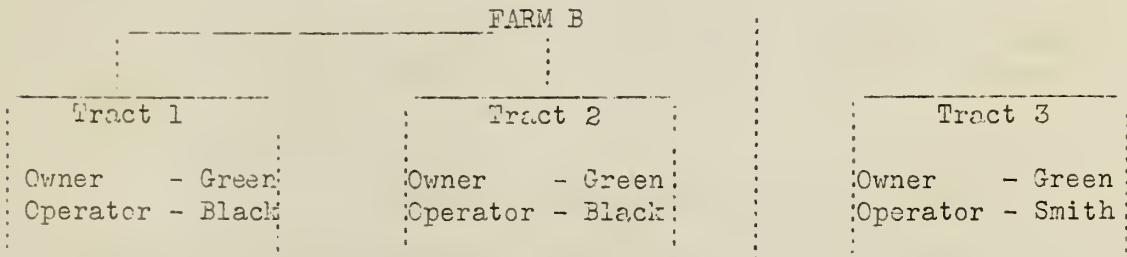 FARM B
Tract 1 Tract 2 Tract 3
Owner - Green Owner - Green Owner - Green
Operator - Black Operator - Black Operator - Smith